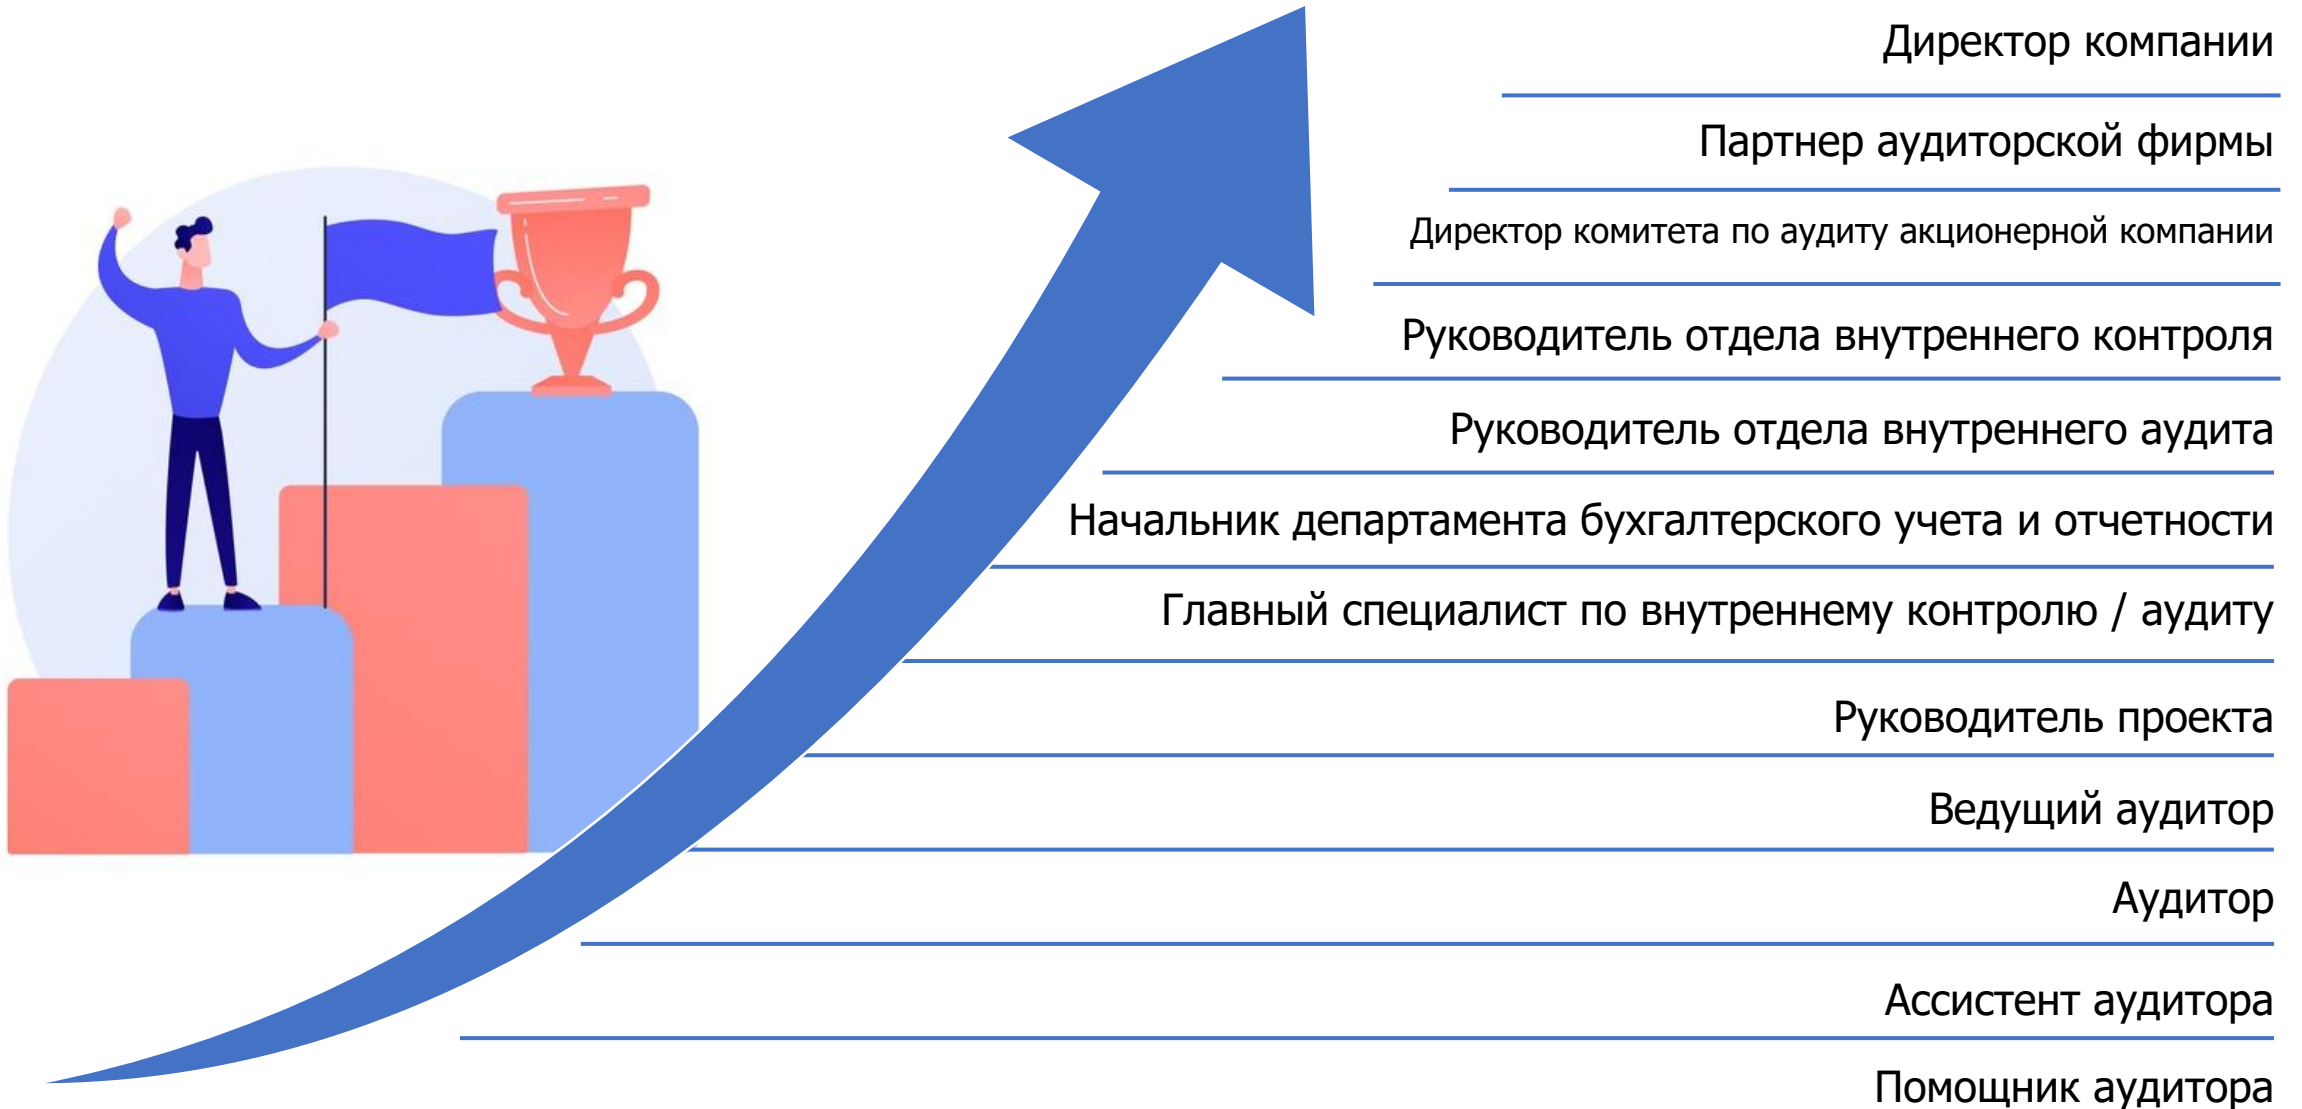 Директор компании
Партнер аудиторской фирмы
Директор комитета по аудиту акционерной компании
Руководитель отдела внутреннего контроля
Руководитель отдела внутреннего аудита
Начальник департамента бухгалтерского учета и отчетности
Главный специалист по внутреннему контролю / аудиту
Руководитель проекта
Ведущий аудитор
Аудитор
Ассистент аудитора
Помощник аудитора